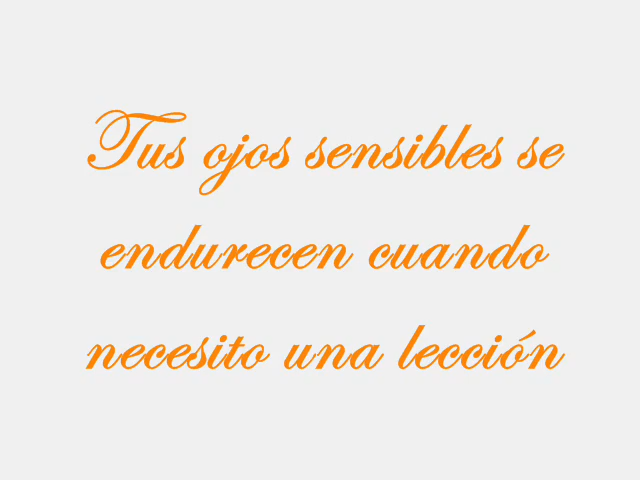 Tus ojos sensibles se
endurecen cuando
necesito una lección